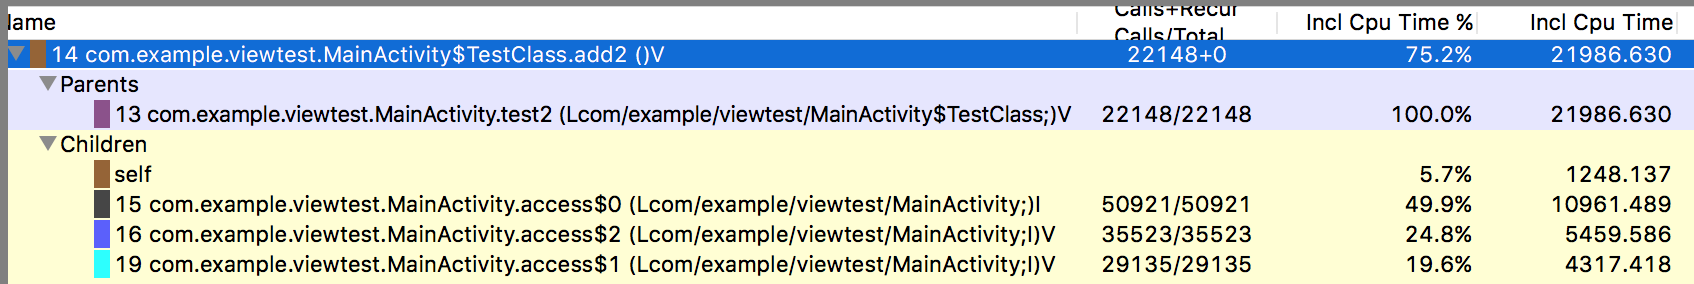 Name Calls+Recur Incl Cpu Time % Incl Cpu Time
Calls/Total
14 com.example.viewtest.MainActivity$TestClass.add2 ()V 22148+0 75.2% 21986.630
Parents
13 com.example.viewtest.MainActivity.test2 (Lcom/example/viewtest/MainActivity$TestClass;)V 22148/22148 100.0% 21986.630
Children
self 5.7% 1248.137
15 com.example.viewtest.MainActivity.access$0 (Lcom/example/viewtest/MainActivity;)I 50921/50921 49.9% 10961.489
16 com.example.viewtest.MainActivity.access$2 (Lcom/example/viewtest/MainActivity;I)V 35523/35523 24.8% 5459.586
19 com.example.viewtest.MainActivity.access$1 (Lcom/example/viewtest/MainActivity;I)V 29135/29135 19.6% 4317.418